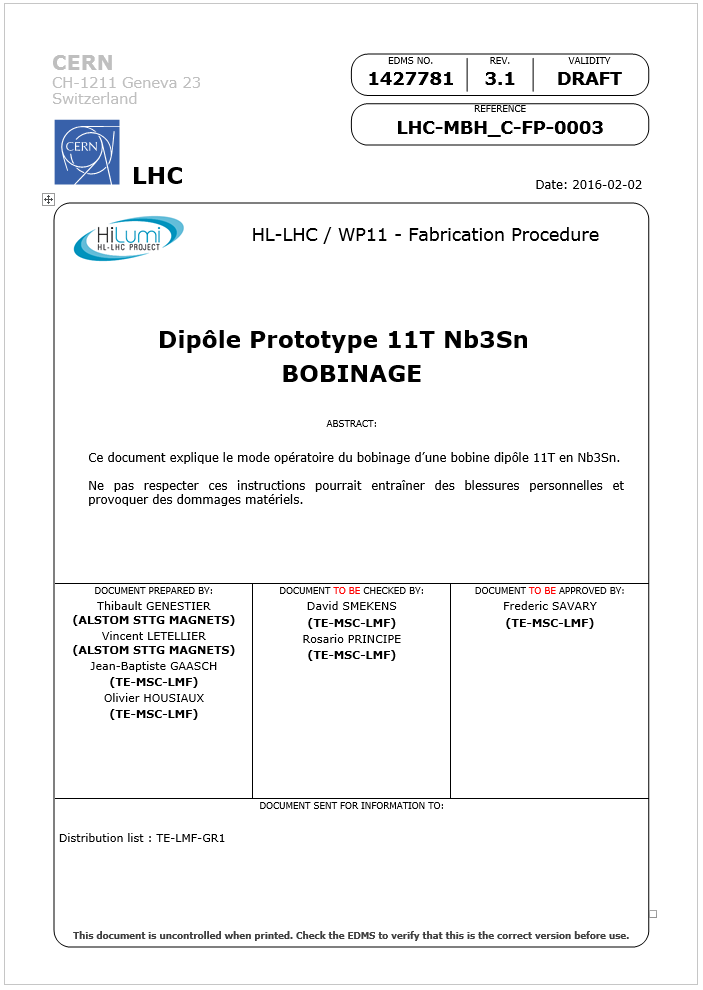 CERN
CH-1211 Geneva 23
Switzerland
EDMS NO.
1427781
REV.
3.1
VALIDITY
DRAFT
REFERENCE
LHC-MBH_C-FP-0003
CERN
LHC
Date: 2016-02-02
HiLumi
HL-LHC PROJECT
HL-LHC / WP11 - Fabrication Procedure
Dipôle Prototype 11T Nb3Sn
BOBINAGE
ABSTRACT:
Ce document explique le mode opératoire du bobinage d’une bobine dipôle 11T en Nb3Sn.
Ne pas respecter ces instructions pourrait entraîner des blessures personnelles et
provoquer des dommages matériels.
DOCUMENT PREPARED BY:
Thibault GENESTIER
(ALSTOM STTG MAGNETS)
Vincent LETELLIER
(ALSTOM STTG MAGNETS)
Jean-Baptiste GAASCH
(TE-MSC-LMF)
Olivier HOUSIAUX
(TE-MSC-LMF)
DOCUMENT TO BE CHECKED BY:
David SMEKENS
(TE-MSC-LMF)
Rosario PRINCIPE
(TE-MSC-LMF)
DOCUMENT TO BE APPROVED BY:
Frederic SAVARY
(TE-MSC-LMF)
DOCUMENT SENT FOR INFORMATION TO:
Distribution list : TE-LMF-GR1
This document is uncontrolled when printed. Check the EDMS to verify that this is the correct version before use.